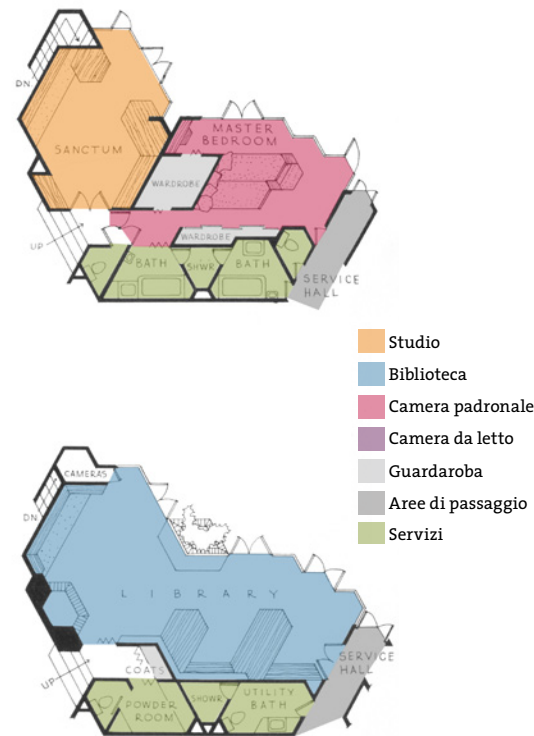 DN.
SANCTUM
MASTER
BEDROOM
WARDROBE
UP
WARDROBE
BATH
SHWR
BATH
SERVICE
HALL
Studio
Biblioteca
Camera padronale
Camera da letto
Guardaroba
Aree di passaggio
Servizi
CAMERAS
DN.
LIBRARY
COATS
SERVICE
HALL
UP
POWDER
ROOM
SHOWR
UTILITY
BATH